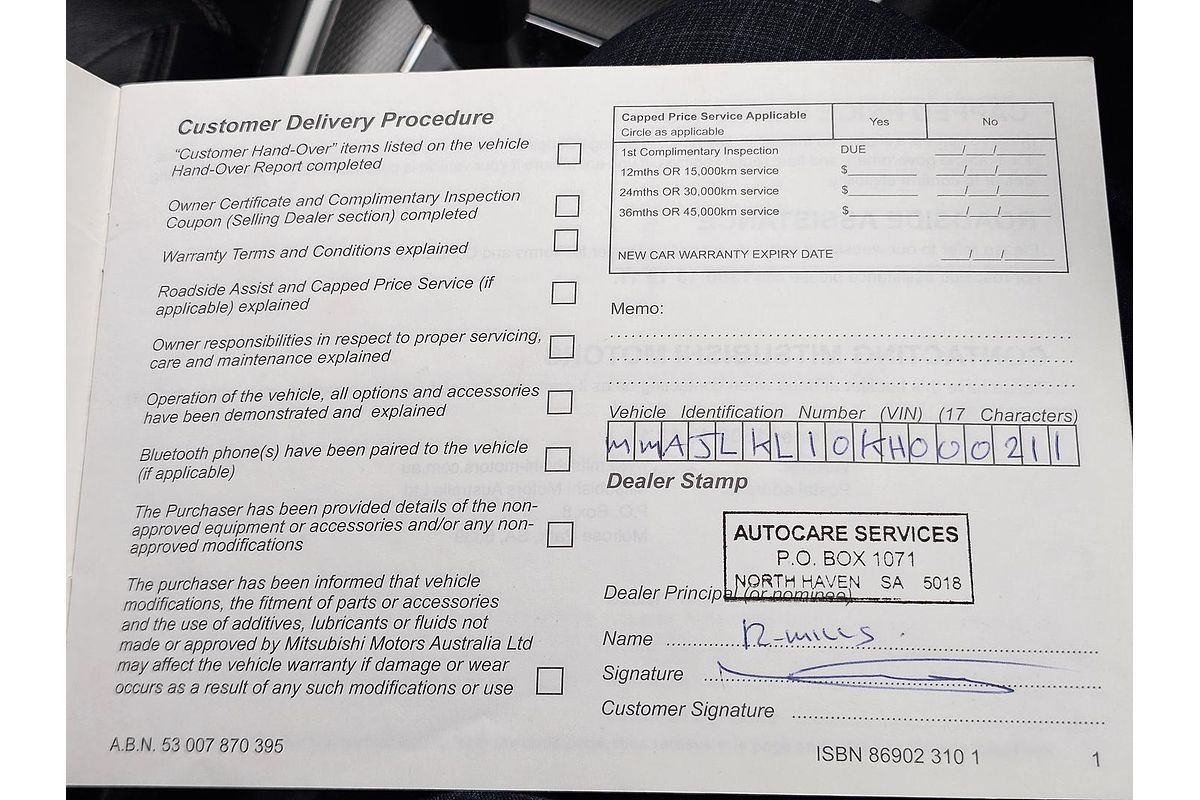 Customer Delivery Procedure
"Customer Hand-Over" items listed on the vehicle
Hand-Over Report completed
Owner Certificate and Complimentary Inspection
Coupon (Selling Dealer section) completed
Warranty Terms and Conditions explained
Roadside Assist and Capped Price Service (if
applicable) explained
Owner responsibilities in respect to proper servicing,
care and maintenance explained
Operation of the vehicle, all options and accessories
have been demonstrated and explained
Bluetooth phone(s) have been paired to the vehicle
(if applicable)
The Purchaser has been provided details of the non-
approved equipment or accessories and/or any non-
approved modifications
The purchaser has been informed that vehicle
modifications, the fitment of parts or accessories
and the use of additives, lubricants or fluids not
made or approved by Mitsubishi Motors Australia Ltd
may affect the vehicle warranty if damage or wear
occurs as a result of any such modifications or use
A.B.N. 53 007 870 395
Capped Price Service Applicable Yes No
Circle as applicable
1st Complimentary Inspection DUE / /
12mths OR 15,000km service $ / /
24mths OR 30,000km service $ / /
36mths OR 45,000km service $ / /
NEW CAR WARRANTY EXPIRY DATE / /
Memo:
Vehicle Identification Number (VIN) (17 Characters)
MMAJLKL10KH000211
Dealer Stamp
AUTOCARE SERVICES
P.O. BOX 1071
NORTH HAVEN SA 5018
Dealer Principal (or nominee)
Name R-MILLS
Signature
Customer Signature
ISBN 86902 310 1
1